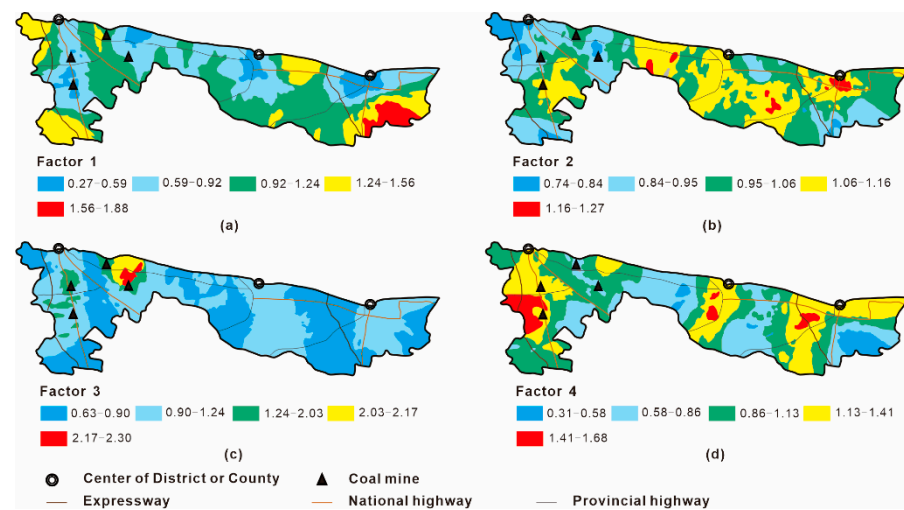 (a)
(b)
Factor 1
0.27–0.59 0.59–0.92 0.92–1.24 1.24–1.56
1.56–1.88
(a)
Factor 2
0.74–0.84 0.84–0.95 0.95–1.06 1.06–1.16
1.16–1.27
(b)
Factor 3
0.63–0.90 0.90–1.24 1.24–2.03 2.03–2.17
2.17–2.30
(c)
Factor 4
0.31–0.58 0.58–0.86 0.86–1.13 1.13–1.41
1.41–1.68
(d)
Center of District or County Coal mine
Expressway National highway Provincial highway